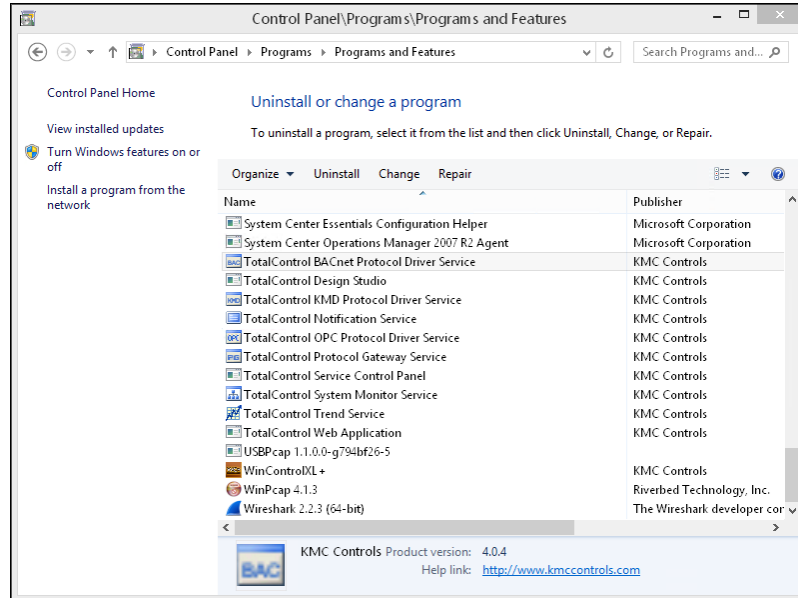 Control Panel\Programs\Programs and Features
Control Panel Programs Programs and Features Search Programs and...
Control Panel Home
View installed updates
Turn Windows features on or
off
Install a program from the
network
Uninstall or change a program
To uninstall a program, select it from the list and then click Uninstall, Change, or Repair.
Organize Uninstall Change Repair
Name Publisher
System Center Essentials Configuration Helper Microsoft Corporation
System Center Operations Manager 2007 R2 Agent Microsoft Corporation
BAC TotalControl BACnet Protocol Driver Service KMC Controls
TotalControl Design Studio KMC Controls
KMD TotalControl KMD Protocol Driver Service KMC Controls
TotalControl Notification Service KMC Controls
OPC TotalControl OPC Protocol Driver Service KMC Controls
TotalControl Protocol Gateway Service KMC Controls
TotalControl Service Control Panel KMC Controls
TotalControl System Monitor Service KMC Controls
TotalControl Trend Service KMC Controls
TotalControl Web Application KMC Controls
USBPcap 1.1.0.0-g794bf26-5
WinControlXL+ KMC Controls
WinPcap 4.1.3 Riverbed Technology, Inc.
Wireshark 2.2.3 (64-bit) The Wireshark developer cor
BAC KMC Controls Product version: 4.0.4
Help link: http://www.kmccontrols.com